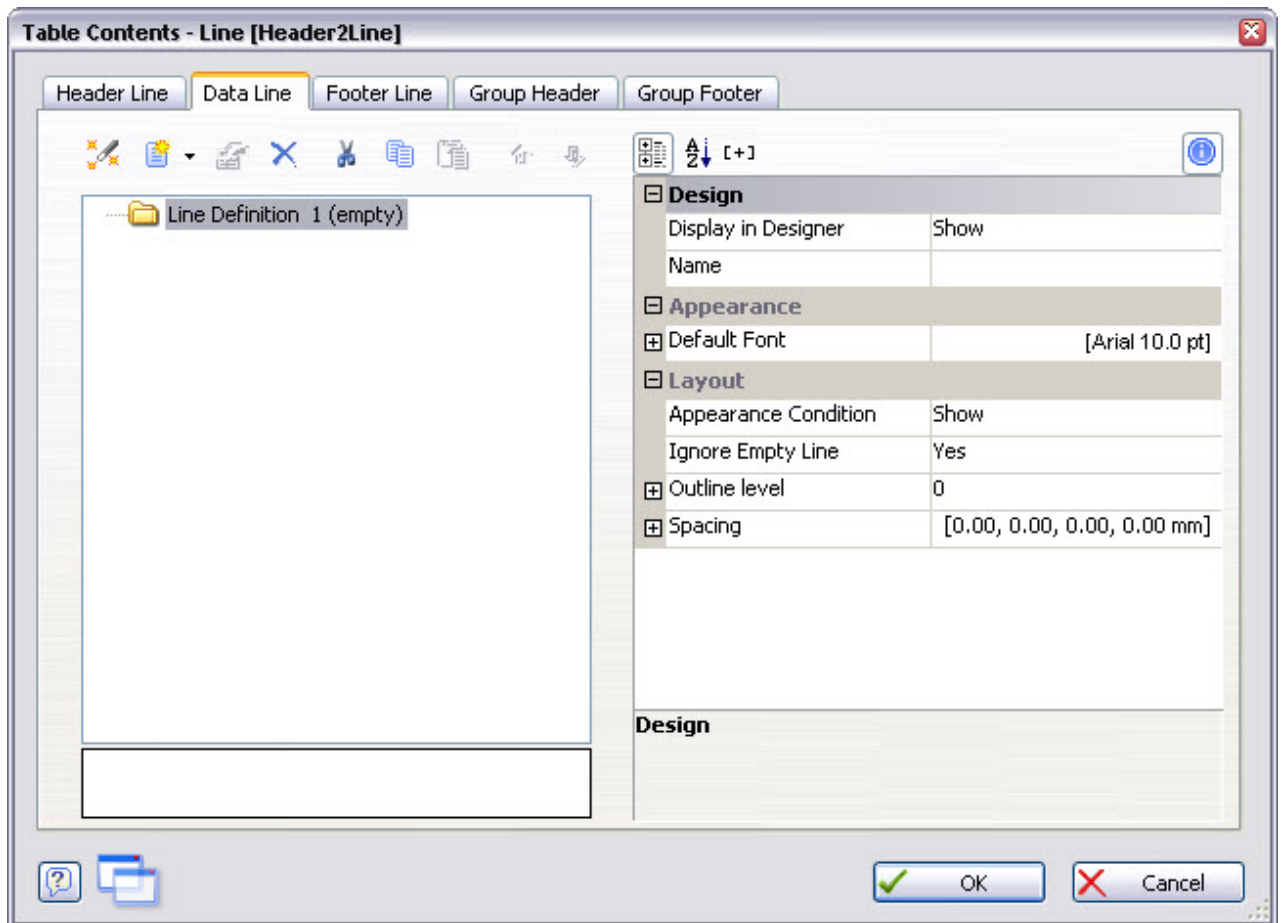 Table Contents - Line [Header2Line]
Header Line
Data Line
Footer Line
Group Header
Group Footer
[+]
Line Definition 1 (empty)
Design
Display in Designer Show
Name
Appearance
Default Font [Arial 10.0 pt]
Layout
Appearance Condition Show
Ignore Empty Line Yes
Outline level 0
Spacing [0.00, 0.00, 0.00, 0.00 mm]
Design
OK
Cancel